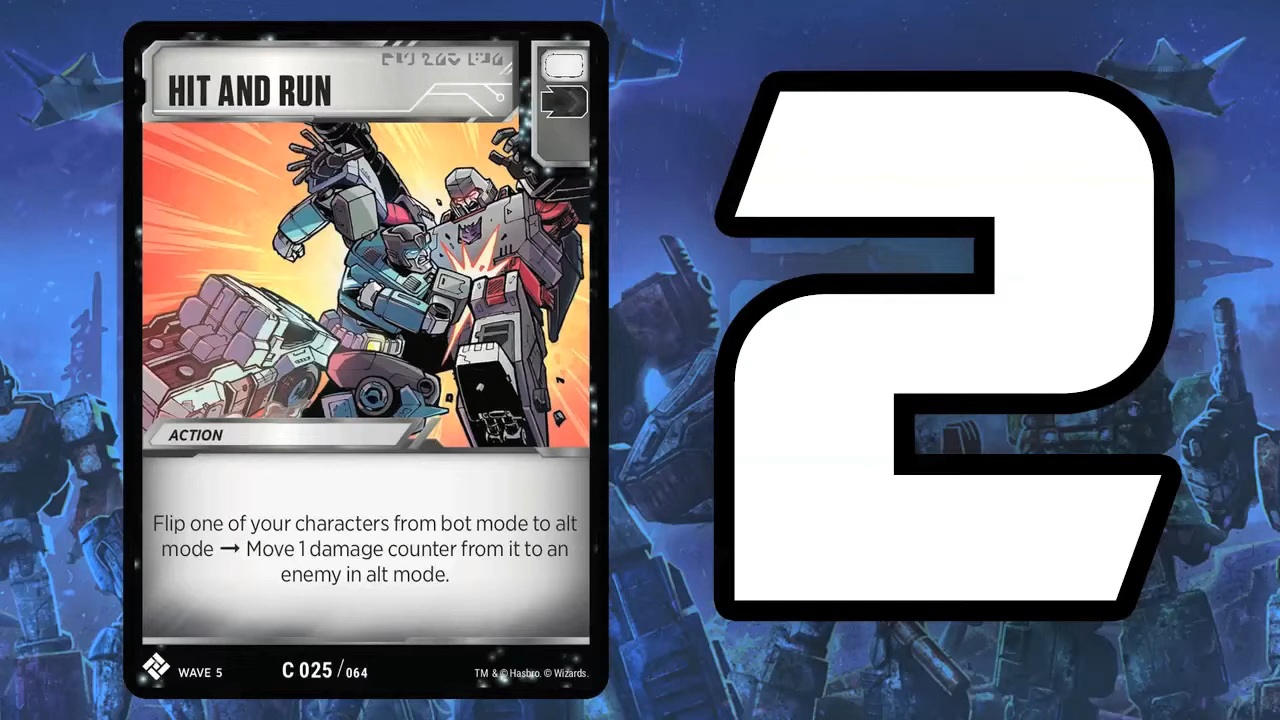 HIT AND RUN
ACTION
Flip one of your characters from bot mode to alt
mode → Move 1 damage counter from it to an
enemy in alt mode.
WAVE 5
C 025/064
TM & © Hasbro. © Wizards.
2